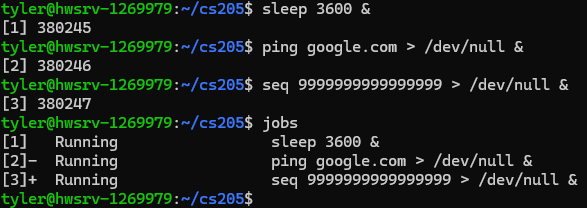 tyler@hwsrv-1269979:~/cs205$ sleep 3600 &
[1] 380245
tyler@hwsrv-1269979:~/cs205$ ping google.com > /dev/null &
[2] 380246
tyler@hwsrv-1269979:~/cs205$ seq 9999999999999999 > /dev/null &
[3] 380247
tyler@hwsrv-1269979:~/cs205$ jobs
[1]   Running                 sleep 3600 &
[2]-  Running                 ping google.com > /dev/null &
[3]+  Running                 seq 9999999999999999 > /dev/null &
tyler@hwsrv-1269979:~/cs205$